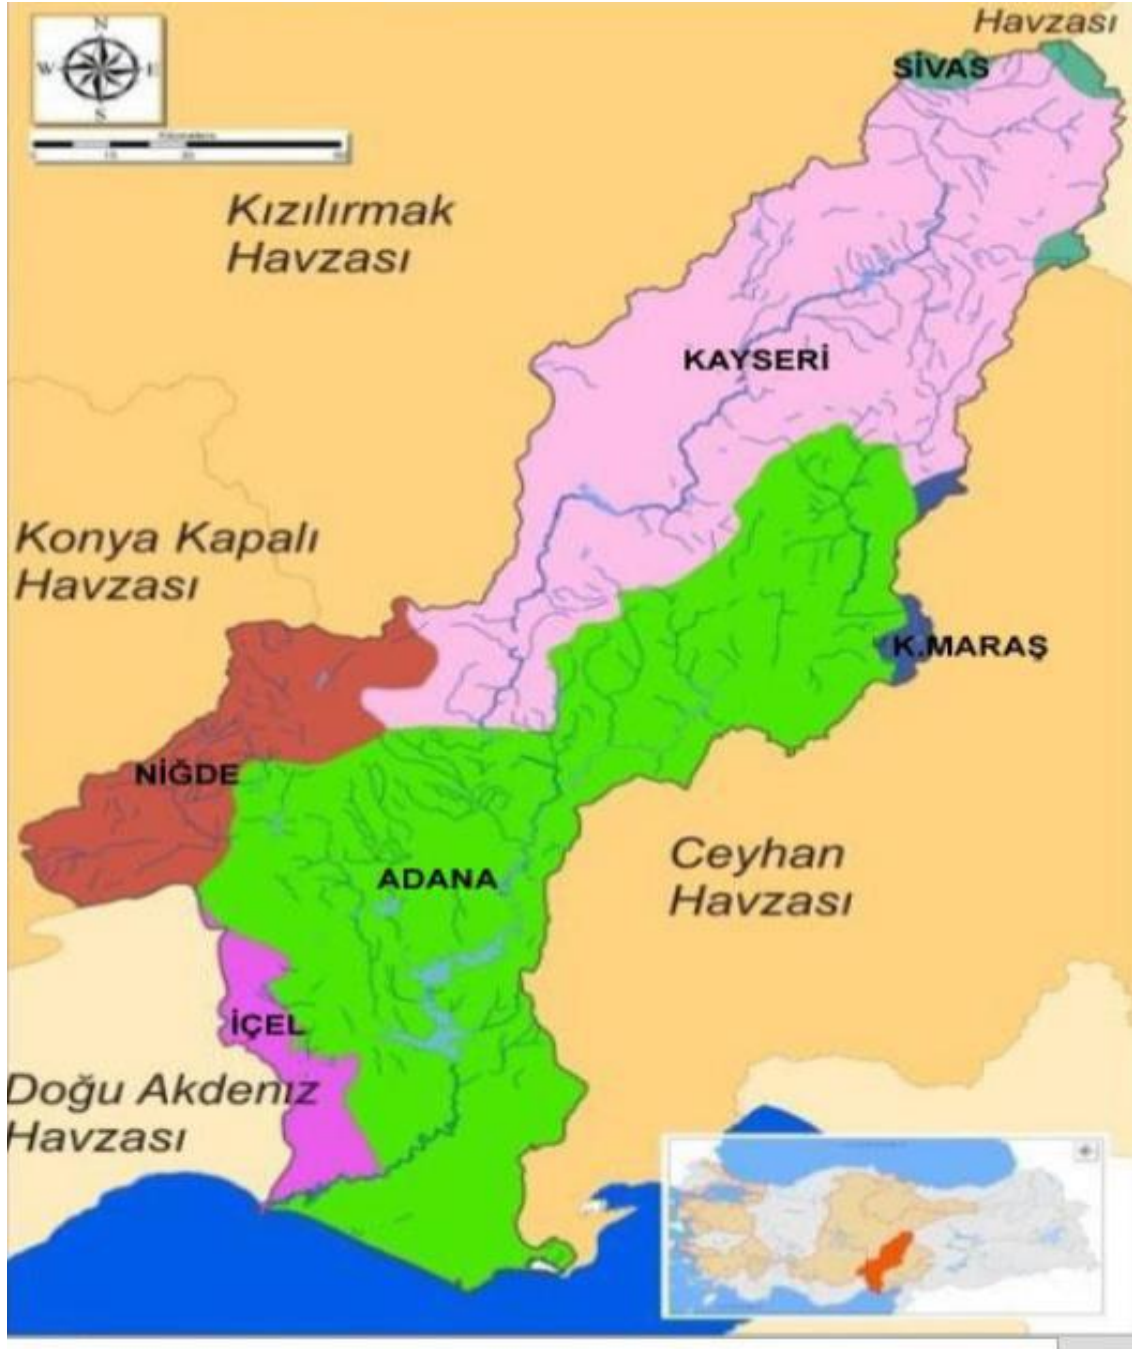 Havzası
N
W E
S
SİVAS
Kilometers
Kızılırmak
Havzası
KAYSERİ
Konya Kapalı
Havzası
K.MARAŞ
NİĞDE
Ceyhan
Havzası
ADANA
İÇEL
Doğu Akdeniz
Havzası